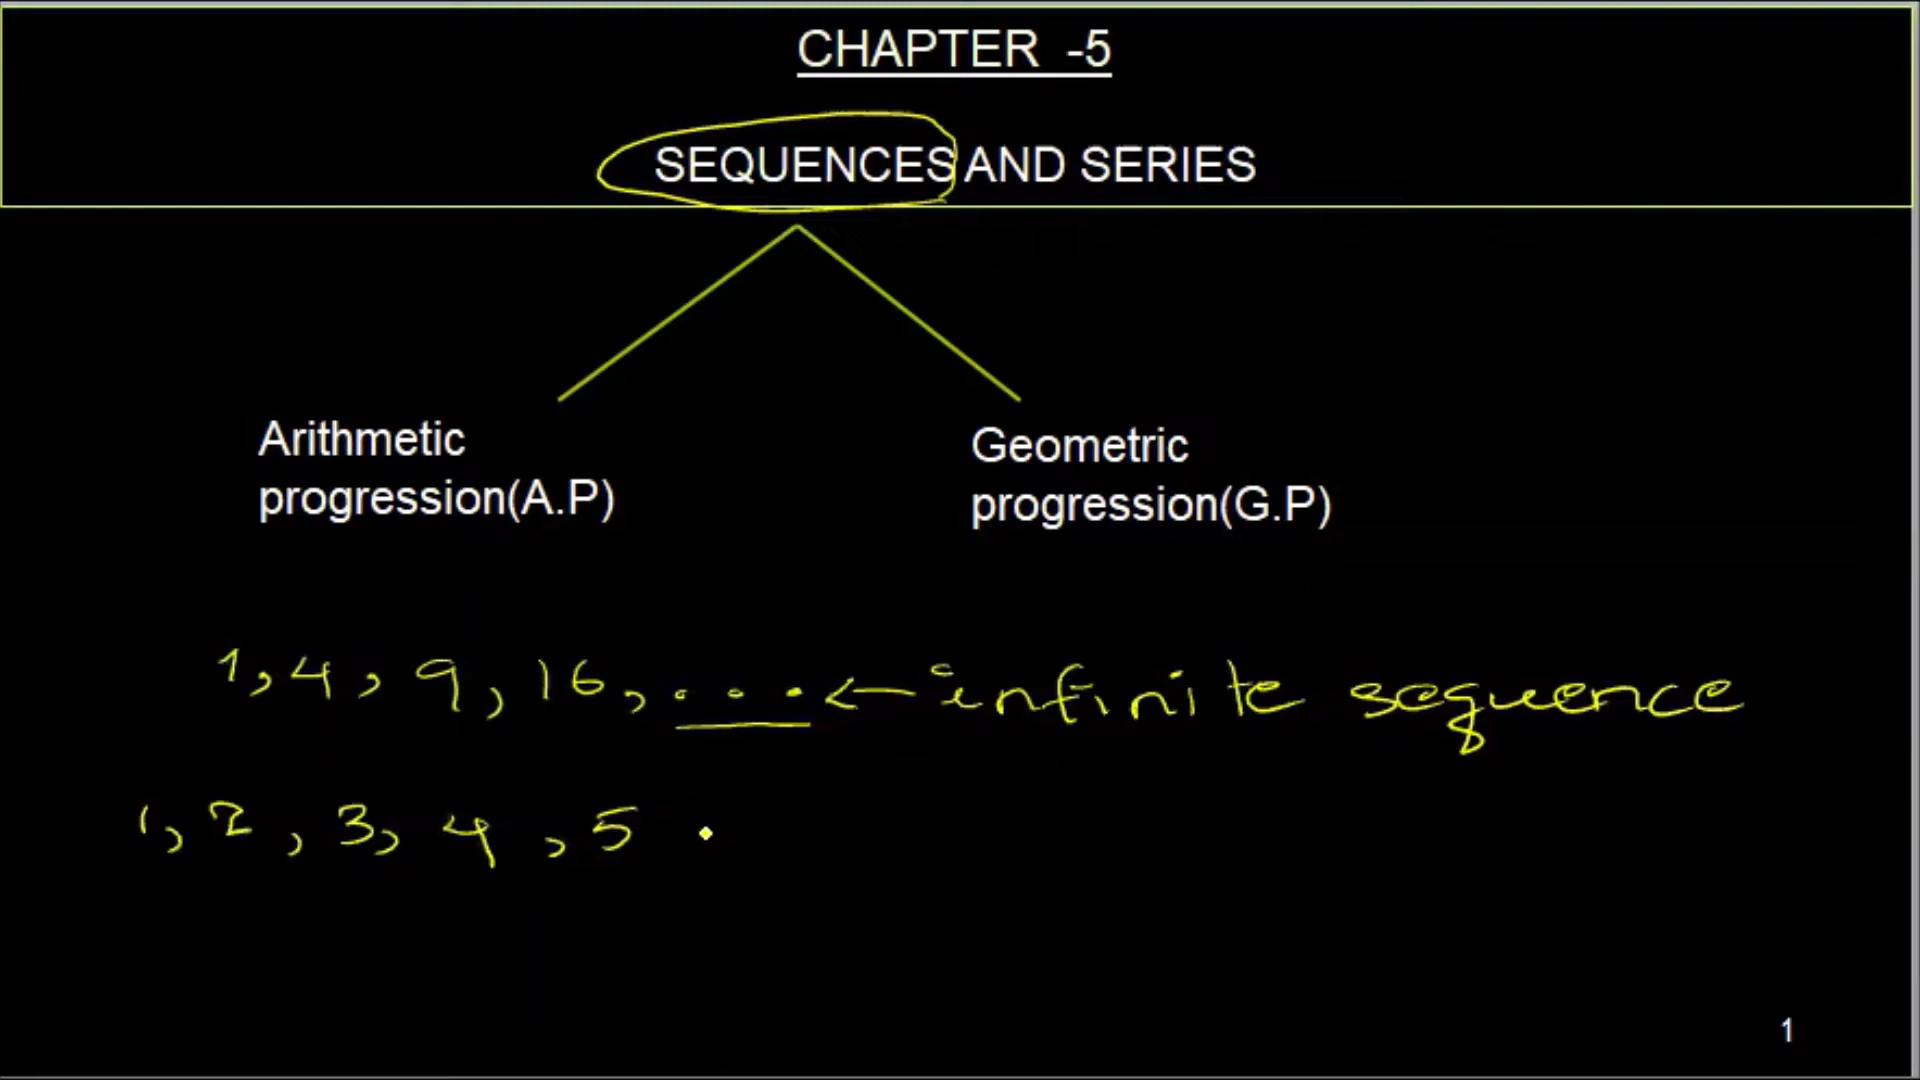 CHAPTER -5
SEQUENCES AND SERIES
Arithmetic
progression(A.P)
Geometric
progression(G.P)
1, 4, 9, 16, ... ← infinite sequence
1, 2, 3, 4, 5
1